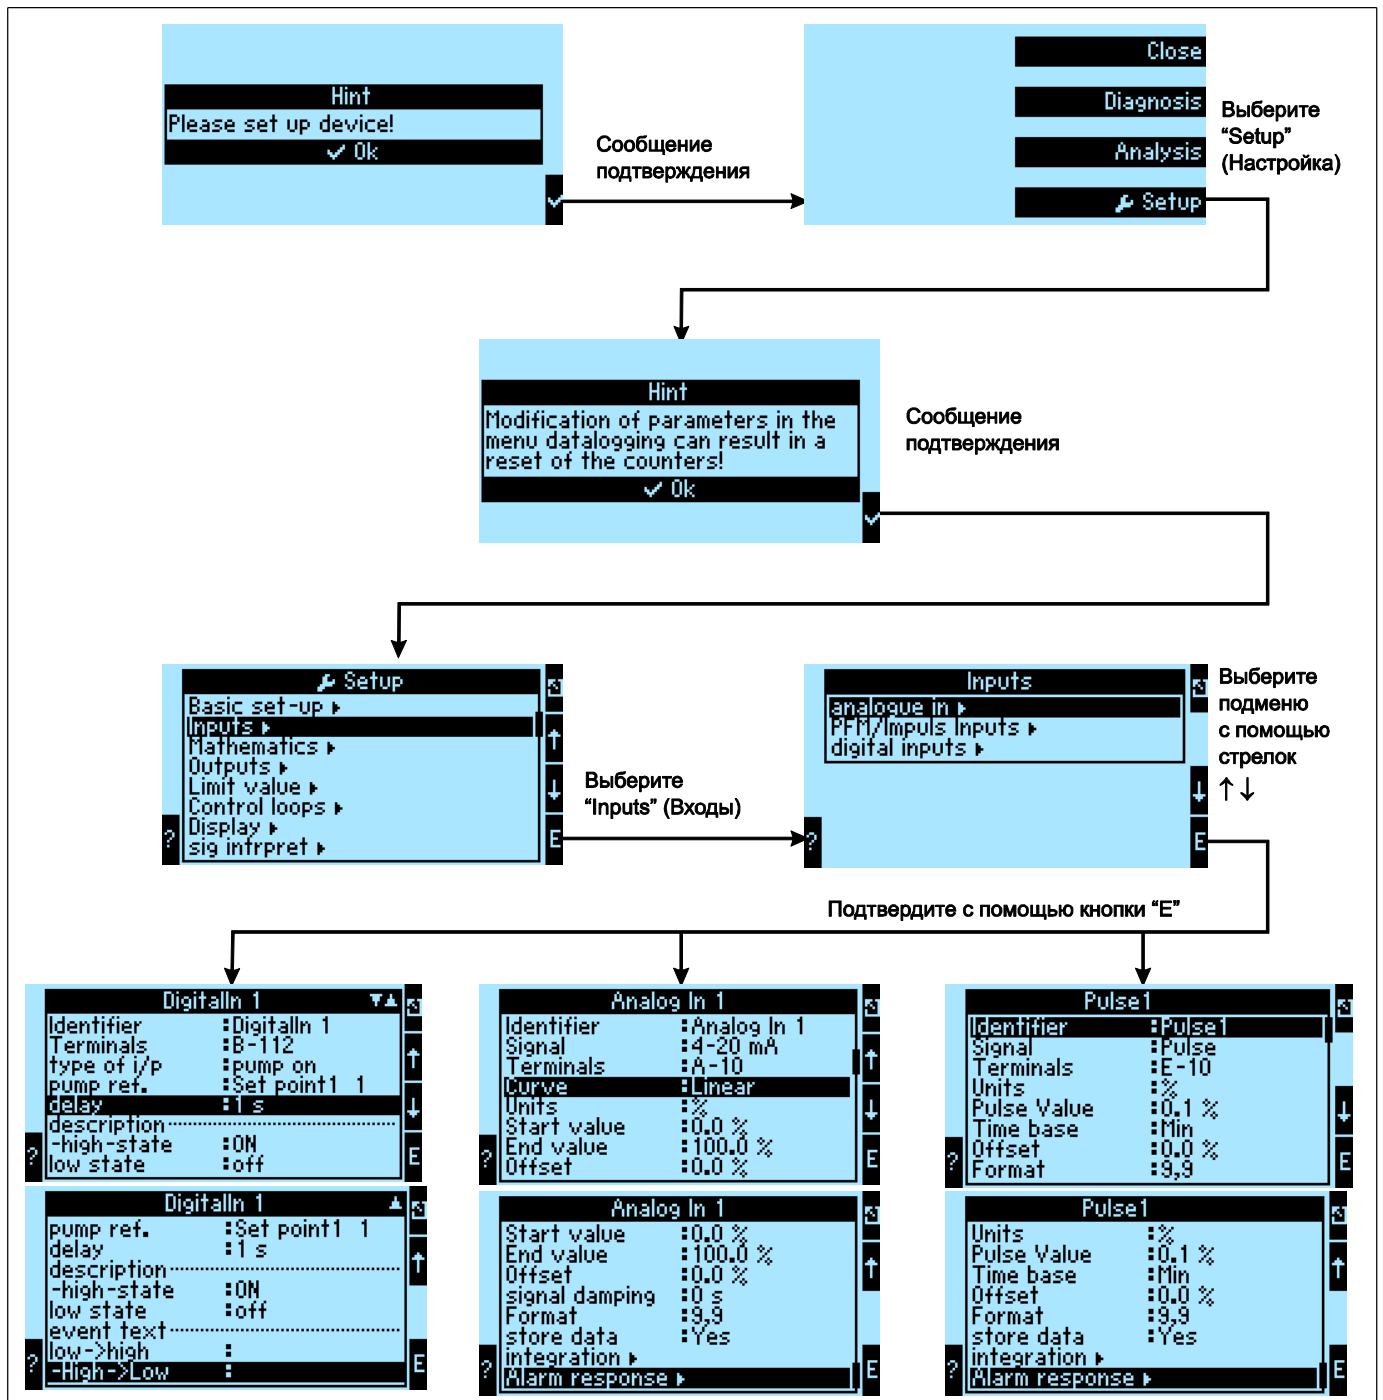 Hint
Please set up device!
✓ Ok
Сообщение
подтверждения
Close
Diagnosis
Analysis
Setup
Выберите
“Setup”
(Настройка)
Hint
Modification of parameters in the
menu datalogging can result in a
reset of the counters!
✓ Ok
Сообщение
подтверждения
Setup
Basic set-up
Inputs
Mathematics
Outputs
Limit value
Control loops
Display
sig intrpret
?
E
Выберите
“Inputs” (Входы)
Inputs
analogue in
PFM/Impuls Inputs
digital inputs
?
E
Выберите
подменю
с помощью
стрелок
↑↓
Подтвердите с помощью кнопки “E”
DigitalIn 1
Identifier :DigitalIn 1
Terminals :B-112
type of i/p :pump on
pump ref. :Set point1 1
delay :1 s
description
-high-state :ON
low state :off
?
E
Analog In 1
Identifier :Analog In 1
Signal :4-20 mA
Terminals :A-10
Curve :Linear
Units :%
Start value :0.0 %
End value :100.0 %
Offset :0.0 %
?
E
Pulse1
Identifier :Pulse1
Signal :Pulse
Terminals :E-10
Units :%
Pulse Value :0.1 %
Time base :Min
Offset :0.0 %
Format :9,9
?
E
DigitalIn 1
pump ref. :Set point1 1
delay :1 s
description
-high-state :ON
low state :off
event text
low->high :
-High->Low :
?
E
Analog In 1
Start value :0.0 %
End value :100.0 %
Offset :0.0 %
signal damping :0 s
Format :9,9
store data :Yes
integration
Alarm response
?
E
Pulse1
Units :%
Pulse Value :0.1 %
Time base :Min
Offset :0.0 %
Format :9,9
store data :Yes
integration
Alarm response
?
E